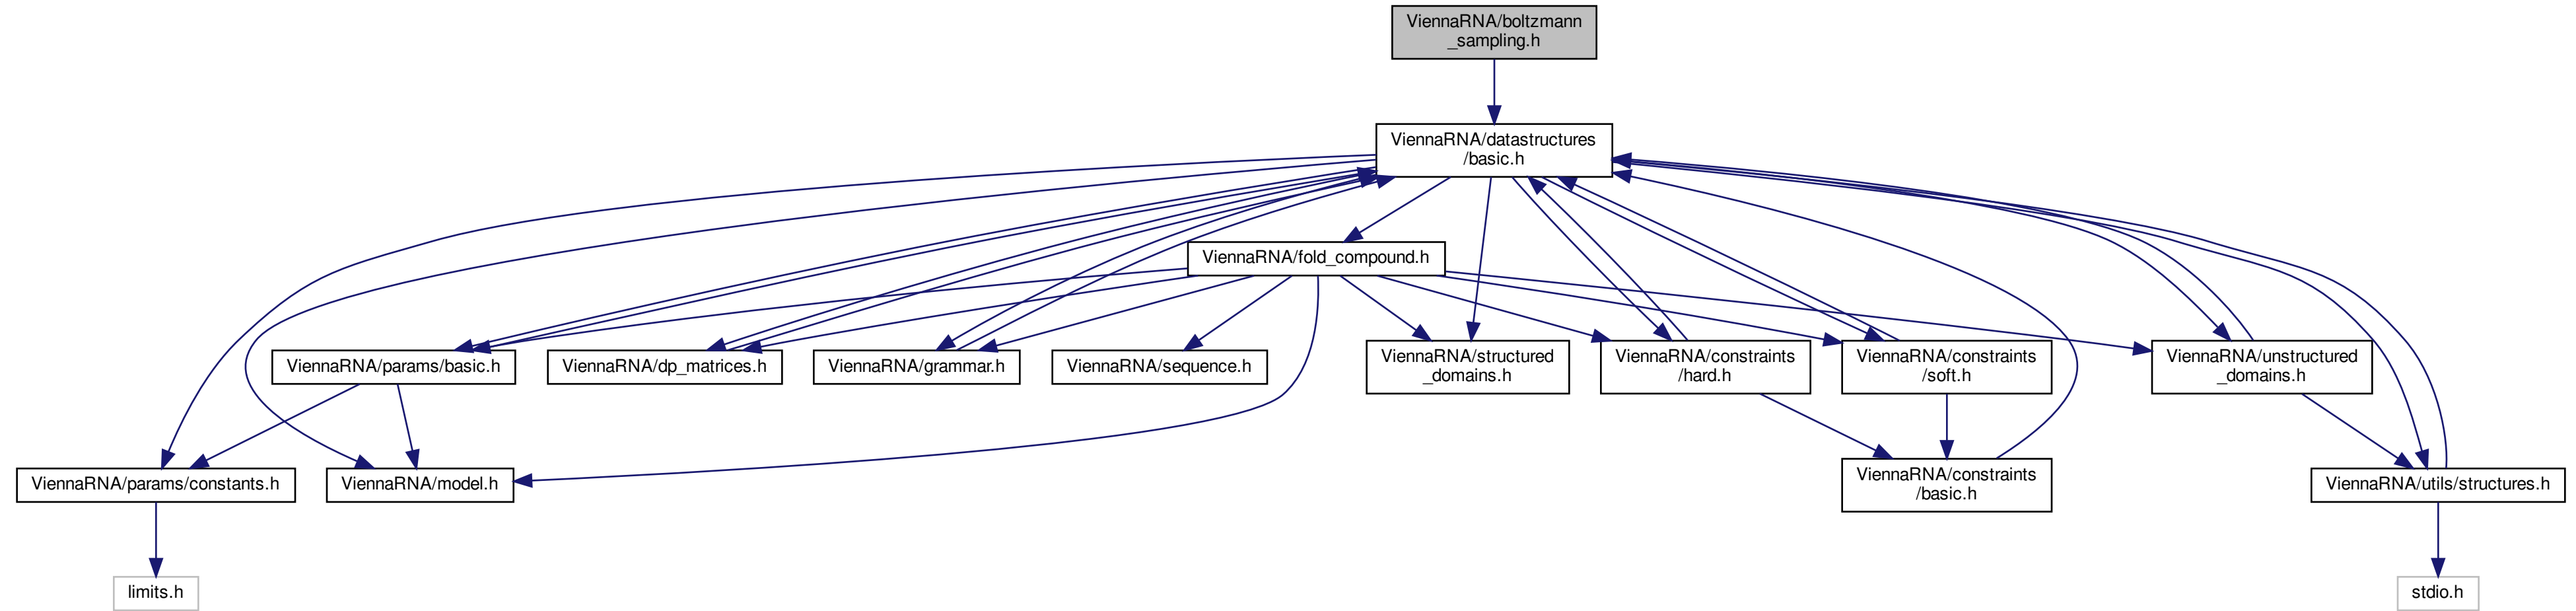 ViennaRNA/boltzmann
_sampling.h
ViennaRNA/datastructures
/basic.h
ViennaRNA/fold_compound.h
ViennaRNA/params/basic.h
ViennaRNA/dp_matrices.h
ViennaRNA/grammar.h
ViennaRNA/sequence.h
ViennaRNA/structured
_domains.h
ViennaRNA/constraints
/hard.h
ViennaRNA/constraints
/soft.h
ViennaRNA/unstructured
_domains.h
ViennaRNA/params/constants.h
ViennaRNA/model.h
ViennaRNA/constraints
/basic.h
ViennaRNA/utils/structures.h
limits.h
stdio.h